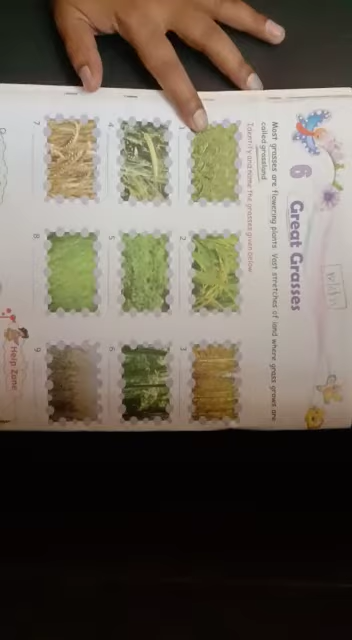 6 Great Grasses
Most grasses are flowering plants. Vast stretches of land where grass grows are
called grassland.
Identify and name the grasses given below.
1
2
3
4
5
6
7
8
9
Help Zone